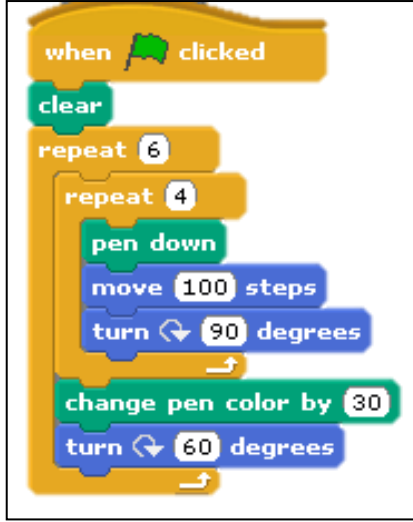 when clicked
clear
repeat 6
repeat 4
pen down
move 100 steps
turn 90 degrees
change pen color by 30
turn 60 degrees